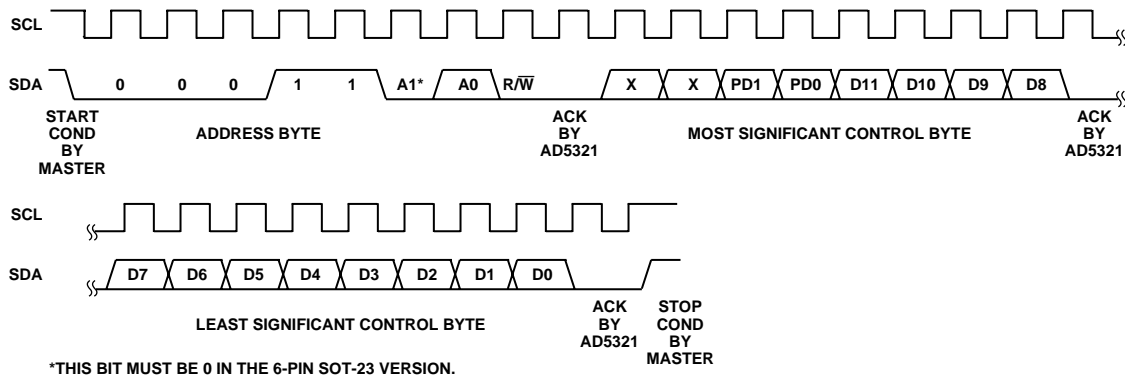 SCL
SDA 0 0 0 1 1 A1* A0 R/W̅ X X PD1 PD0 D11 D10 D9 D8
START COND BY MASTER
ADDRESS BYTE
ACK BY AD5321
MOST SIGNIFICANT CONTROL BYTE
ACK BY AD5321
SCL
SDA D7 D6 D5 D4 D3 D2 D1 D0
LEAST SIGNIFICANT CONTROL BYTE
ACK BY AD5321
STOP COND BY MASTER
*THIS BIT MUST BE 0 IN THE 6-PIN SOT-23 VERSION.